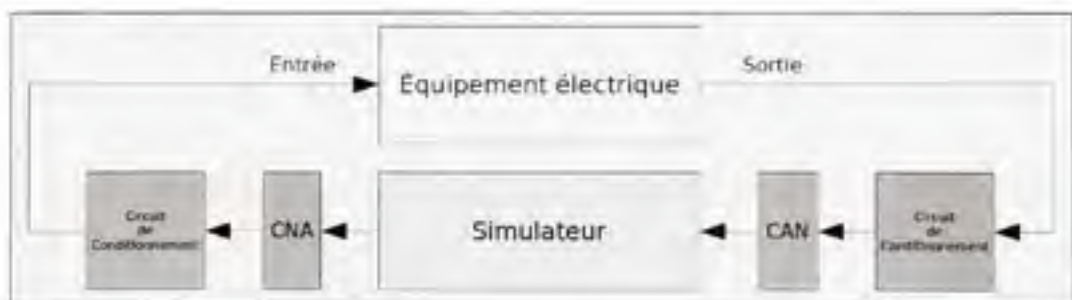 Entrée
Équipement électrique
Sortie
Circuit
de
Conditionnement
CNA
Simulateur
CAN
Circuit
de
Conditionnement